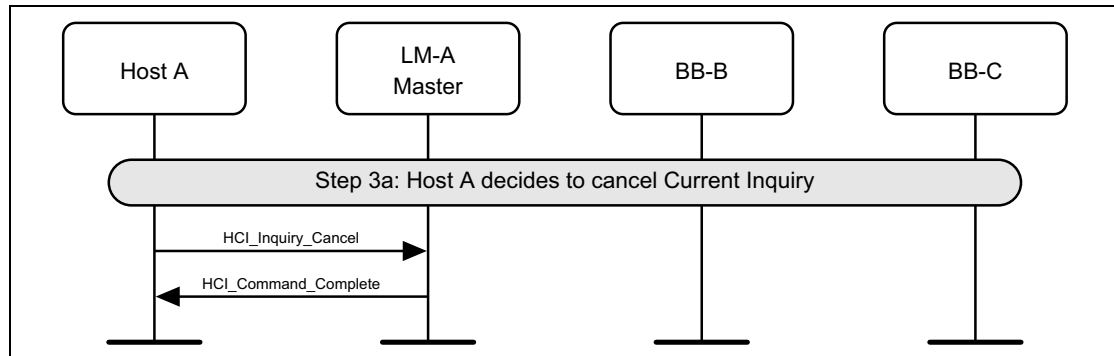 Host A
LM-A
Master
BB-B
BB-C
Step 3a: Host A decides to cancel Current Inquiry
HCI_Inquiry_Cancel
HCI_Command_Complete